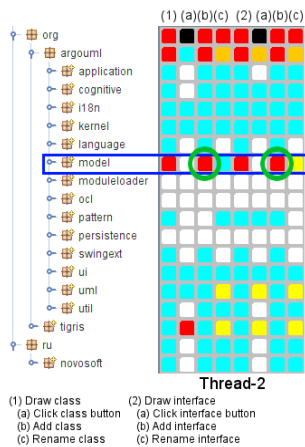 (1) (a)(b)(c) (2) (a)(b)(c)
org
argouml
application
cognitive
i18n
kernel
language
model
moduleloader
ocl
pattern
persistence
swingext
ui
uml
util
tigris
ru
novosoft
Thread-2
(1) Draw class (2) Draw interface
(a) Click class button (a) Click interface button
(b) Add class (b) Add interface
(c) Rename class (c) Rename interface